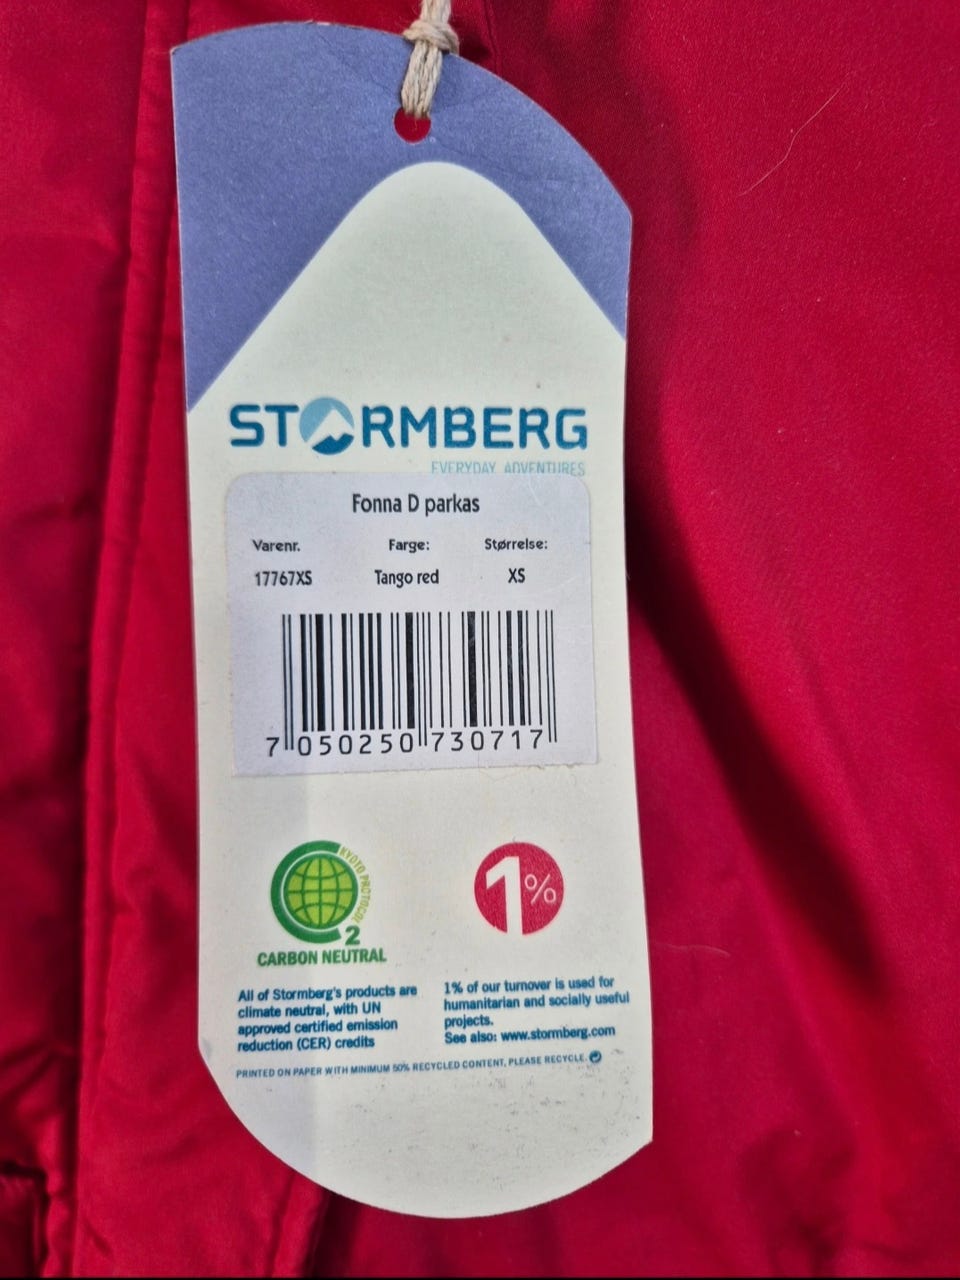 STORMBERG
EVERYDAY ADVENTURES
Fonna D parkas
Varenr. Farge: Størrelse:
17767XS Tango red XS
7 050250 730717
KYOTO PROTOCOL
2
CARBON NEUTRAL
1%
All of Stormberg's products are
climate neutral, with UN
approved certified emission
reduction (CER) credits
1% of our turnover is used for
humanitarian and socially useful
projects.
See also: www.stormberg.com
PRINTED ON PAPER WITH MINIMUM 50% RECYCLED CONTENT, PLEASE RECYCLE.